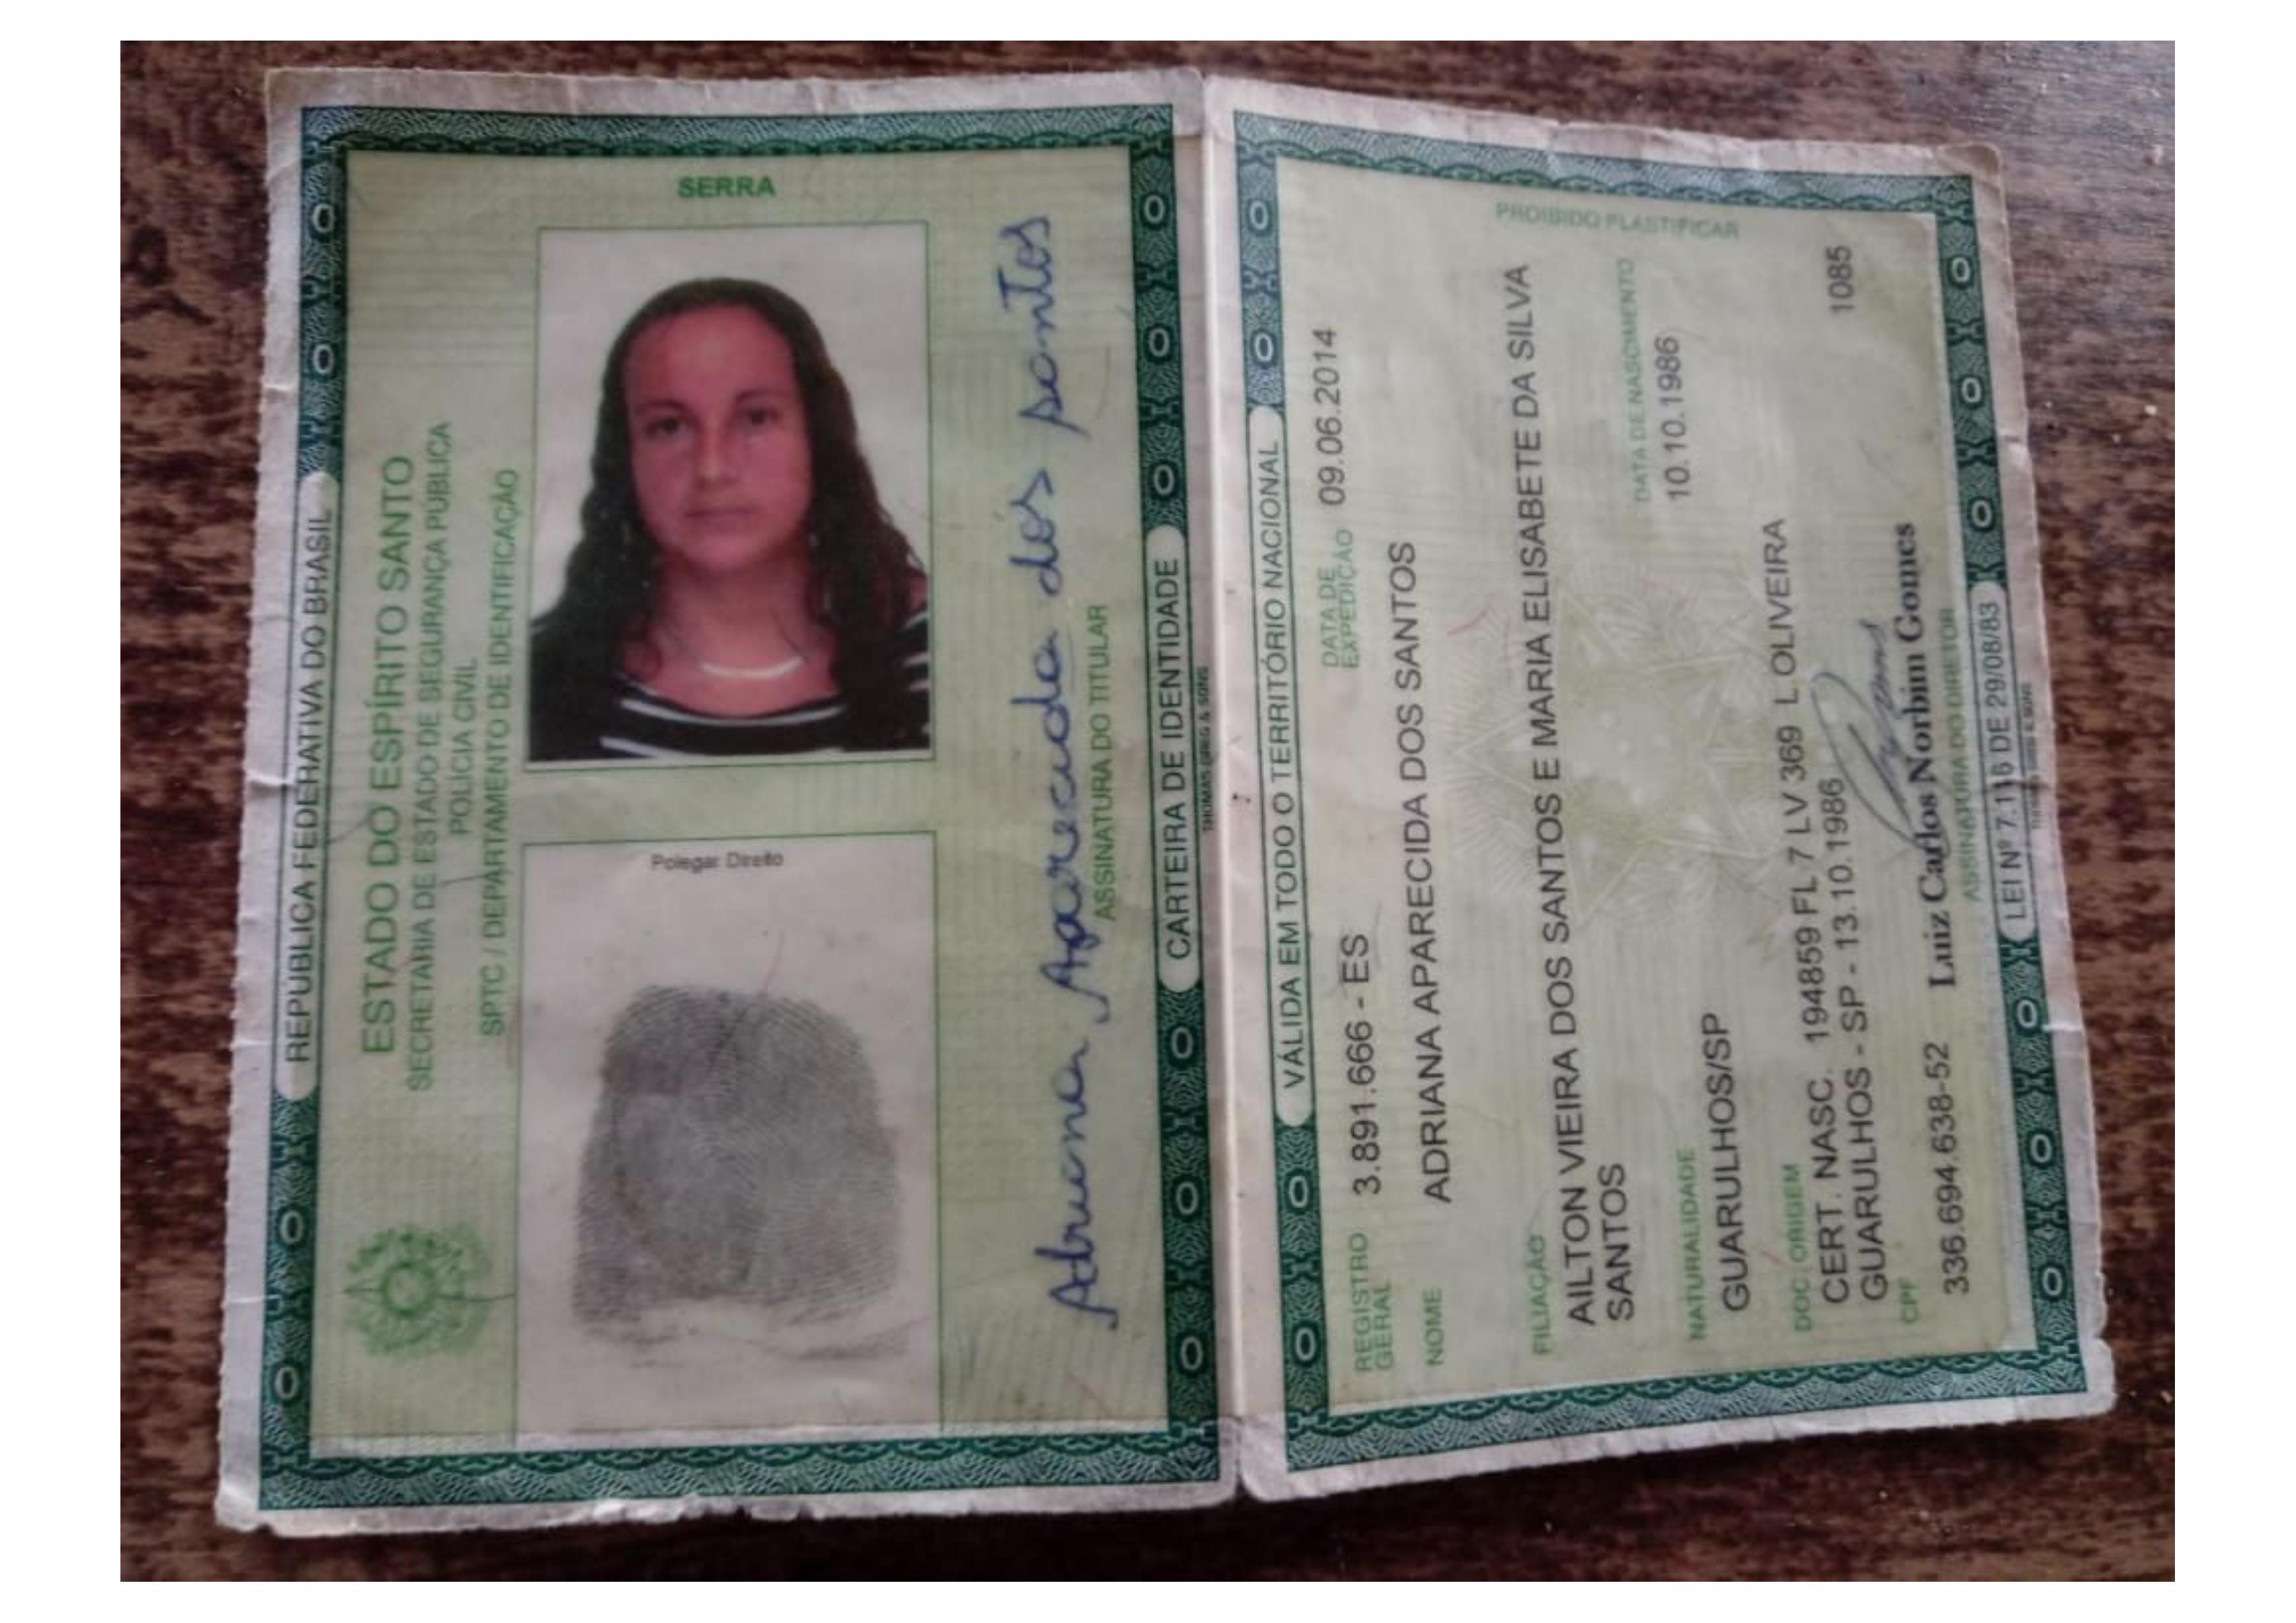 REPÚBLICA FEDERATIVA DO BRASIL
ESTADO DO ESPÍRITO SANTO
SECRETARIA DE ESTADO DE SEGURANÇA PÚBLICA
POLÍCIA CIVIL
SPTC / DEPARTAMENTO DE IDENTIFICAÇÃO
SERRA
Polegar Direito
Adriana Aparecida dos santos
ASSINATURA DO TITULAR
CARTEIRA DE IDENTIDADE
THOMAS GREG & SONS
VÁLIDA EM TODO O TERRITÓRIO NACIONAL
REGISTRO GERAL 3.891.666 - ES DATA DE EXPEDIÇÃO 09.06.2014
NOME ADRIANA APARECIDA DOS SANTOS
PROIBIDO PLASTIFICAR
FILIAÇÃO
AILTON VIEIRA DOS SANTOS E MARIA ELISABETE DA SILVA
SANTOS
NATURALIDADE DATA DE NASCIMENTO
GUARULHOS/SP 10.10.1986
DOC. ORIGEM
CERT. NASC. 194859 FL 7 LV 369 L OLIVEIRA
GUARULHOS - SP - 13.10.1986
CPF 1085
336.694.638-52 Luiz Carlos Norbim Gomes
ASSINATURA DO DIRETOR
LEI Nº 7.116 DE 29/08/83